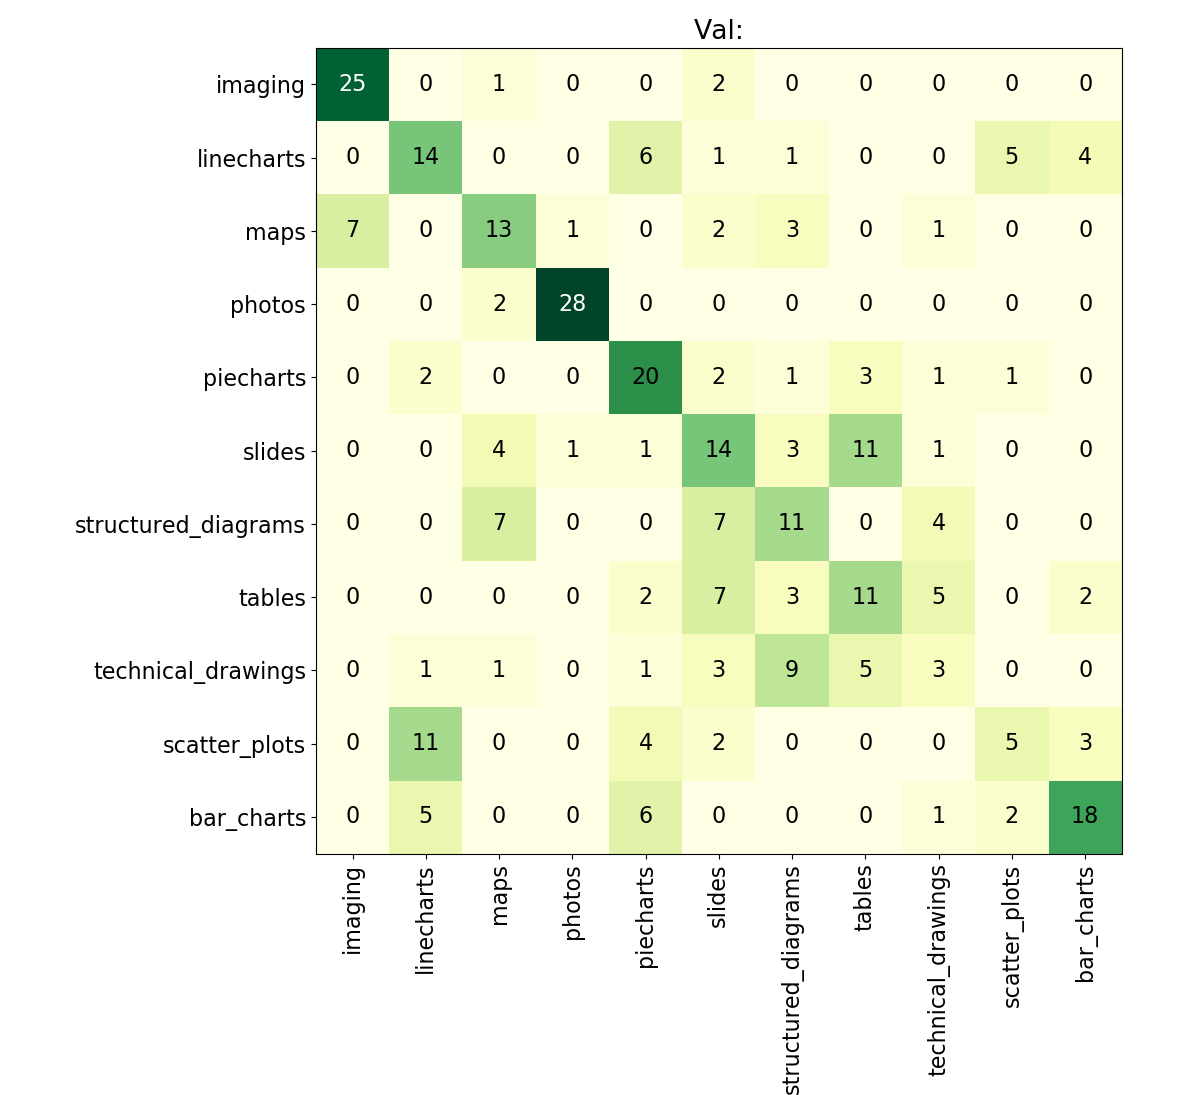 Val:
imaging 25 0 1 0 0 2 0 0 0 0 0
linecharts 0 14 0 0 6 1 1 0 0 5 4
maps 7 0 13 1 0 2 3 0 1 0 0
photos 0 0 2 28 0 0 0 0 0 0 0
piecharts 0 2 0 0 20 2 1 3 1 1 0
slides 0 0 4 1 1 14 3 11 1 0 0
structured_diagrams 0 0 7 0 0 7 11 0 4 0 0
tables 0 0 0 0 2 7 3 11 5 0 2
technical_drawings 0 1 1 0 1 3 9 5 3 0 0
scatter_plots 0 11 0 0 4 2 0 0 0 5 3
bar_charts 0 5 0 0 6 0 0 0 1 2 18
imaging
linecharts
maps
photos
piecharts
slides
structured_diagrams
tables
technical_drawings
scatter_plots
bar_charts